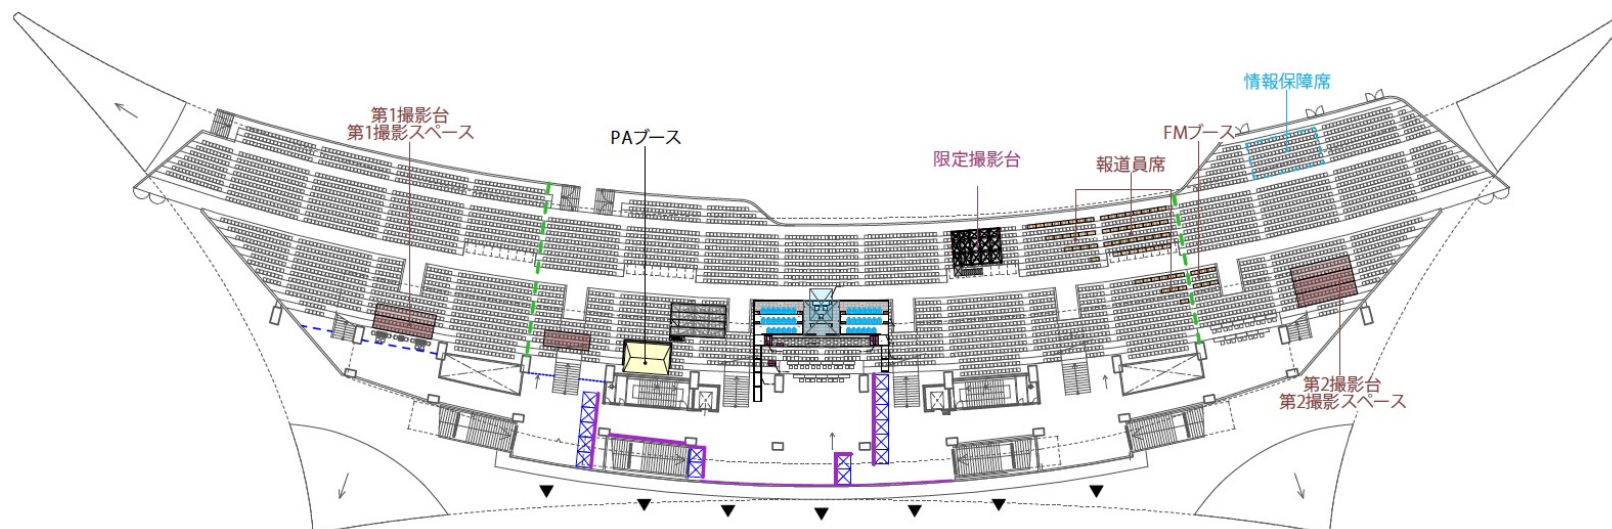 情報保障席
第1撮影台
第1撮影スペース
PAブース
FMブース
限定撮影台
報道員席
第2撮影台
第2撮影スペース